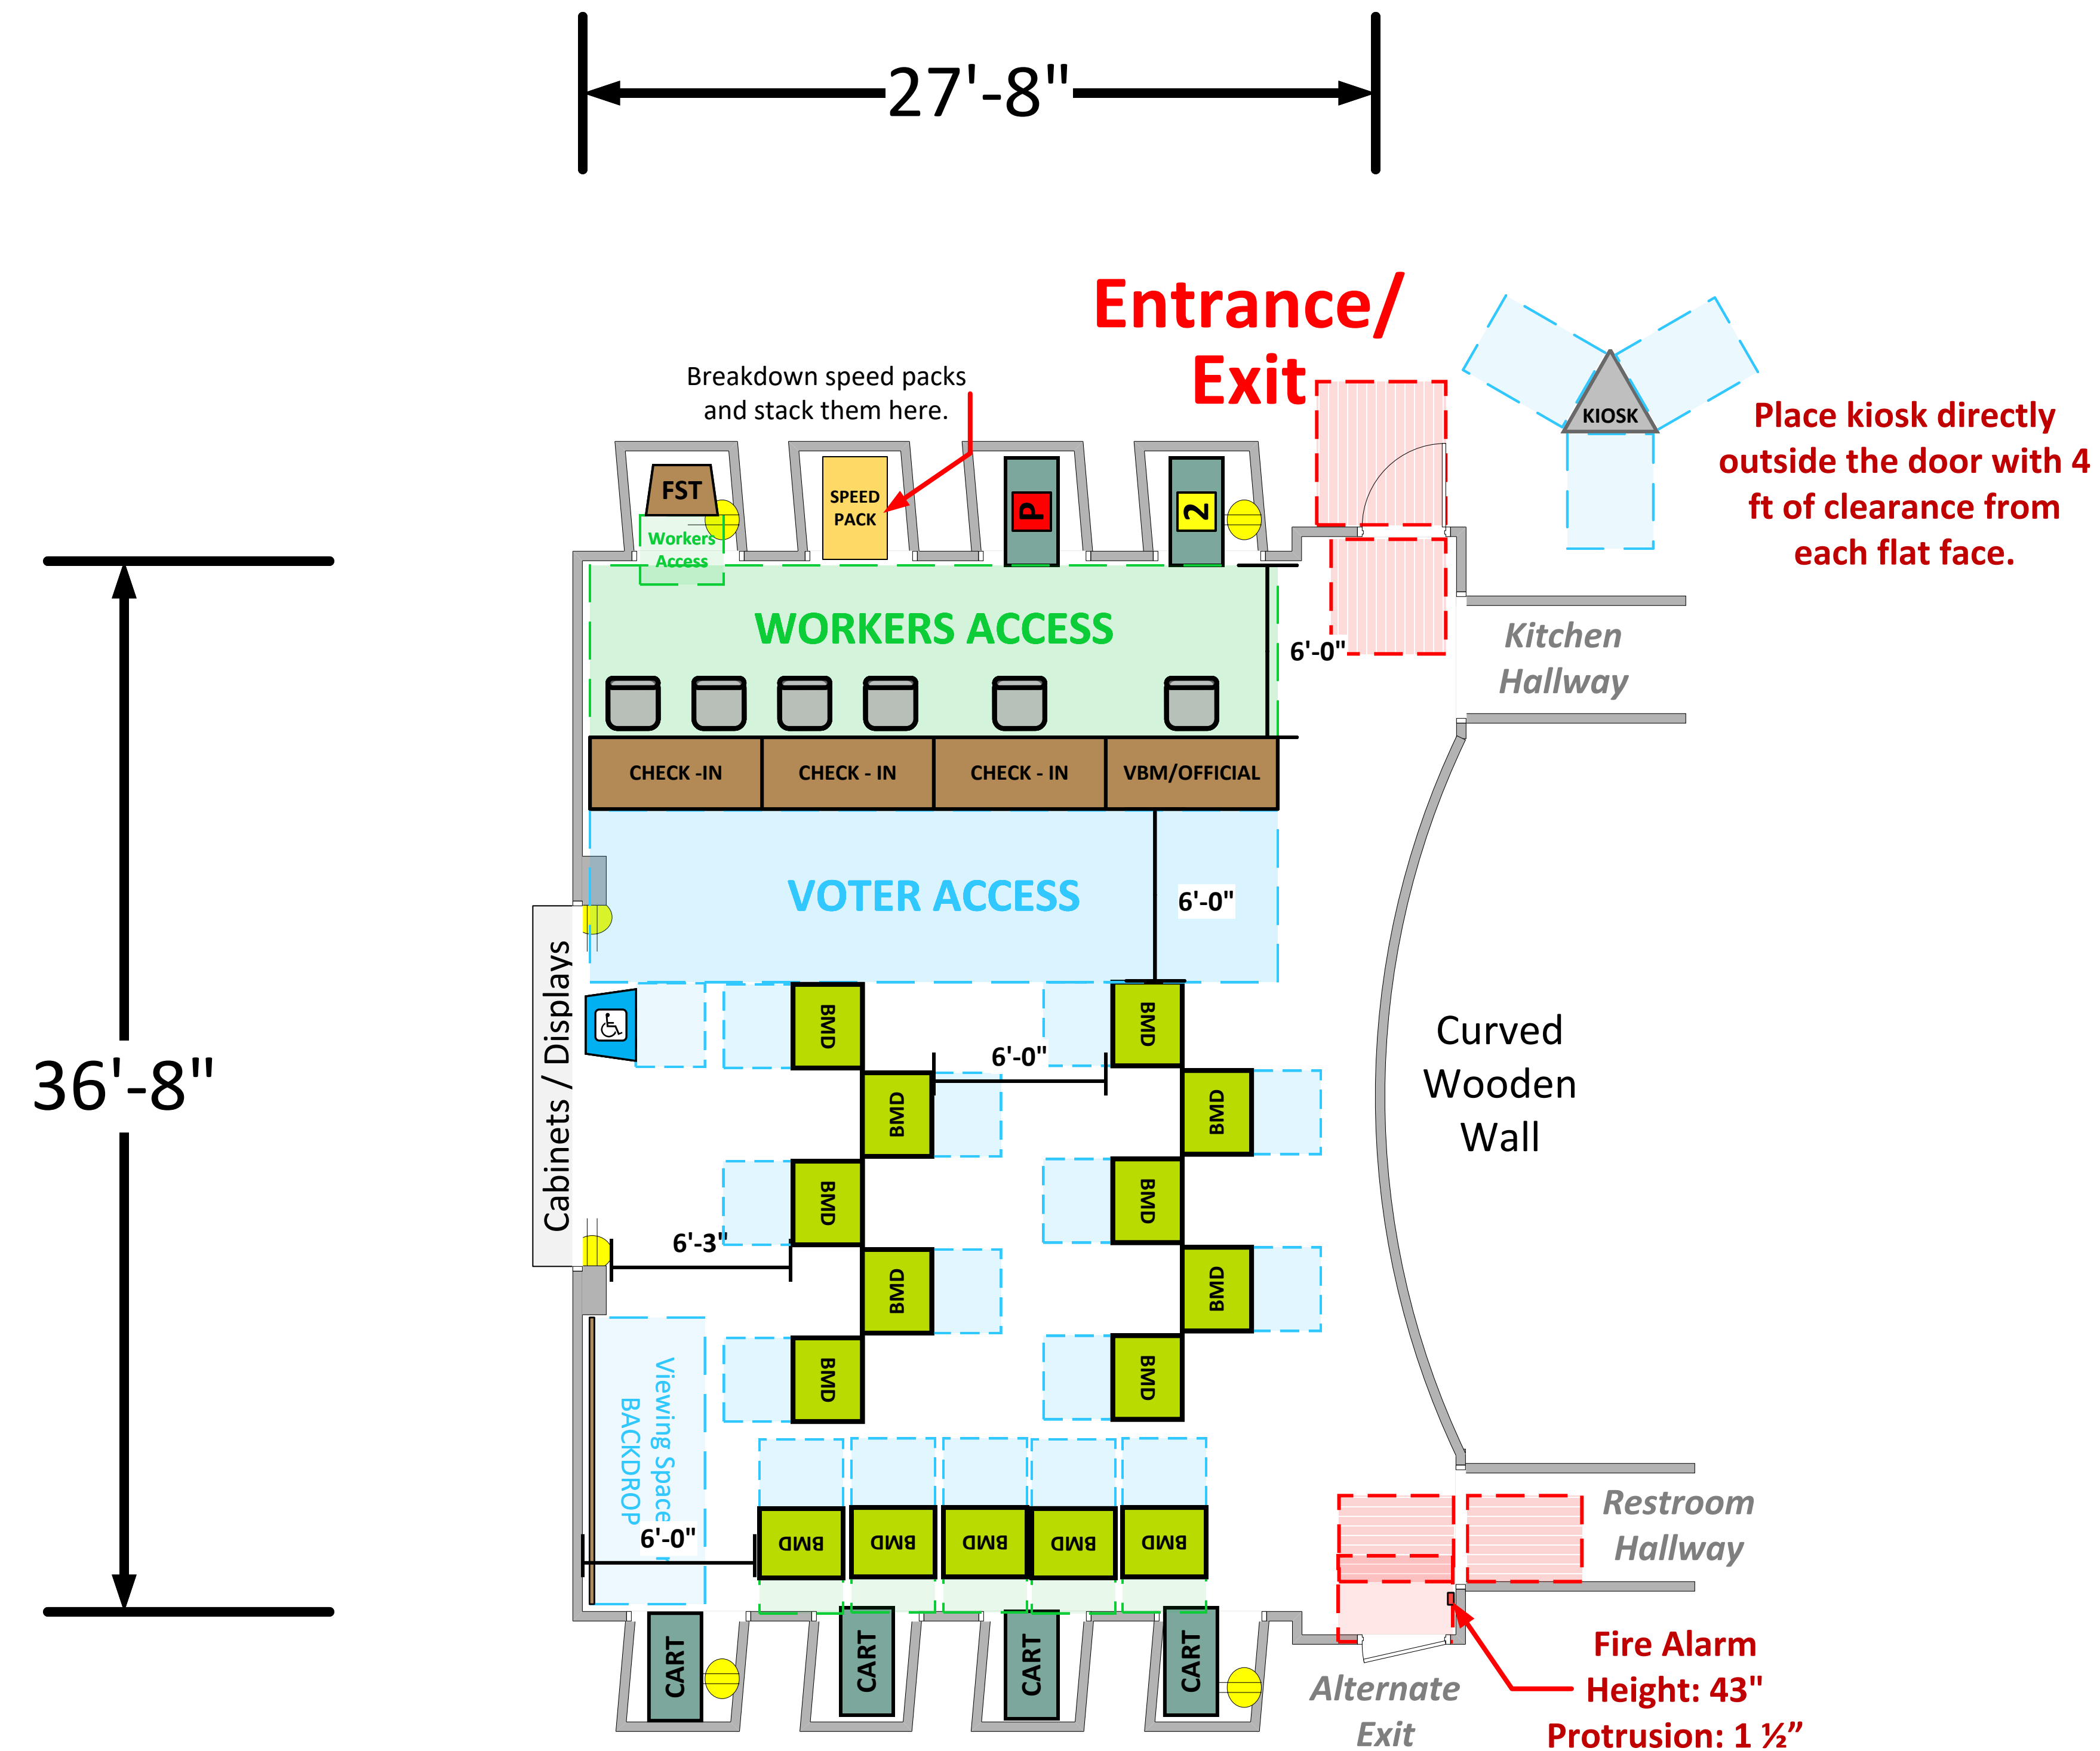 27'-8"
Entrance/
Exit
Breakdown speed packs
and stack them here.
KIOSK
Place kiosk directly
outside the door with 4
ft of clearance from
each flat face.
FST
SPEED
PACK
P
2
Workers
Access
WORKERS ACCESS
6'-0"
Kitchen
Hallway
CHECK -IN
CHECK - IN
CHECK - IN
VBM/OFFICIAL
VOTER ACCESS
6'-0"
36'-8"
Cabinets / Displays
BMD
BMD
6'-0"
BMD
BMD
Curved
Wooden
Wall
BMD
BMD
6'-3"
BMD
BMD
BMD
BMD
Viewing Space
BACKDROP
6'-0"
BMD
BMD
BMD
BMD
BMD
Restroom
Hallway
CART
CART
CART
CART
Alternate
Exit
Fire Alarm
Height: 43"
Protrusion: 1 ½”